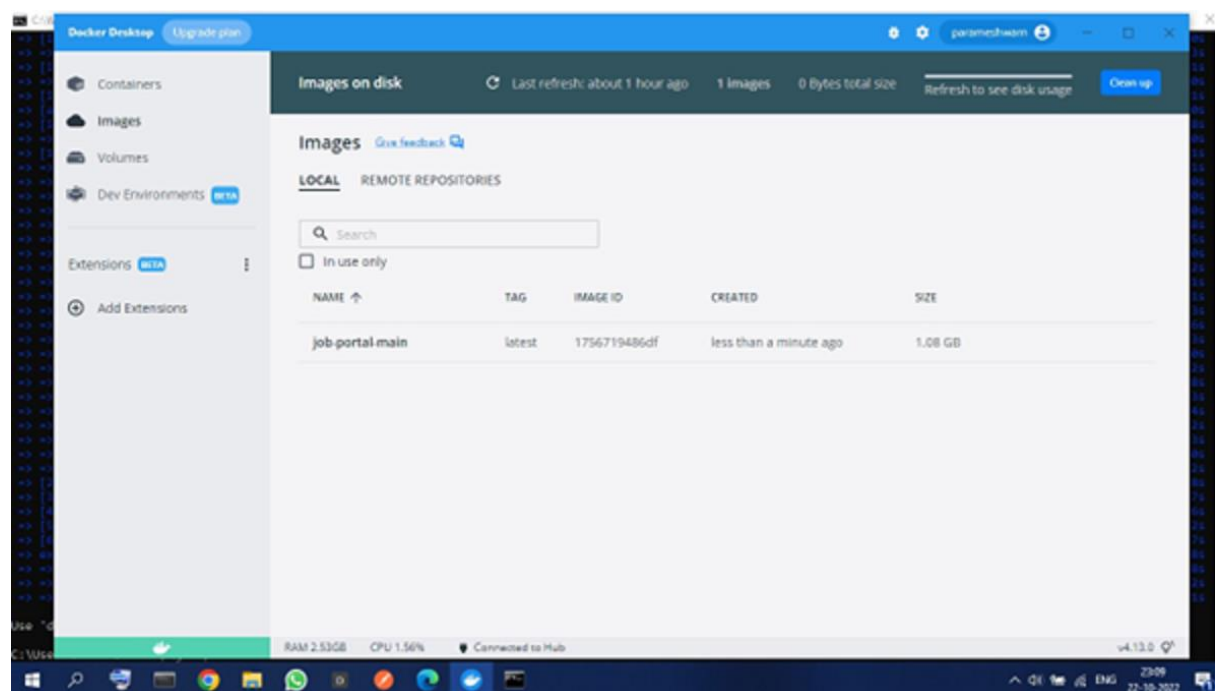 Docker Desktop Upgrade plan parameshwarn
Containers
Images
Volumes
Dev Environments BETA
Extensions BETA
Add Extensions
Images on disk Last refresh: about 1 hour ago 1 images 0 Bytes total size Refresh to see disk usage Clean up
Images Give feedback
LOCAL REMOTE REPOSITORIES
Search
In use only
NAME TAG IMAGE ID CREATED SIZE
job-portal-main latest 1756719486df less than a minute ago 1.08 GB
Use "d
C:\Use
RAM 2.53GB CPU 1.56% Connected to Hub v4.13.0
ENG 23:09
22-10-2022